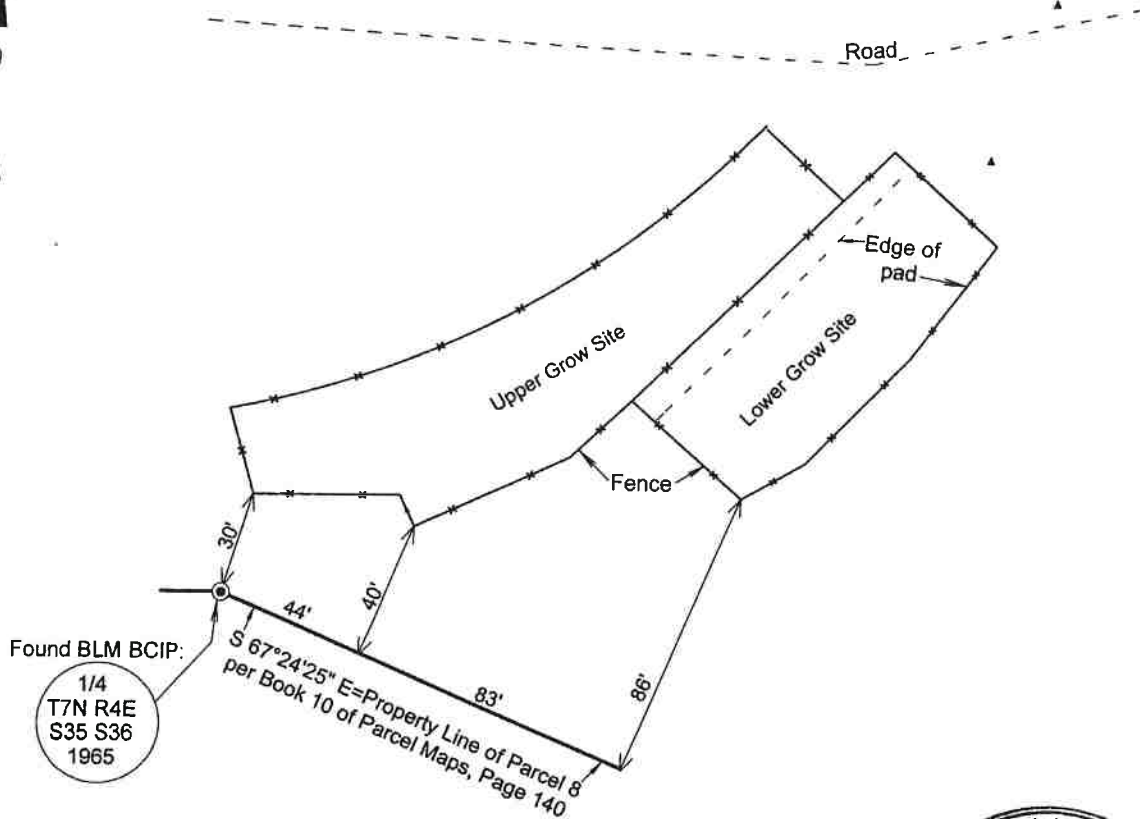 Road
Edge of
pad
Upper Grow Site
Lower Grow Site
Fence
30'
40'
44'
83'
86'
Found BLM BCIP:
1/4
T7N R4E
S35 S36
1965
S 67°24'25" E=Property Line of Parcel 8
per Book 10 of Parcel Maps, Page 140